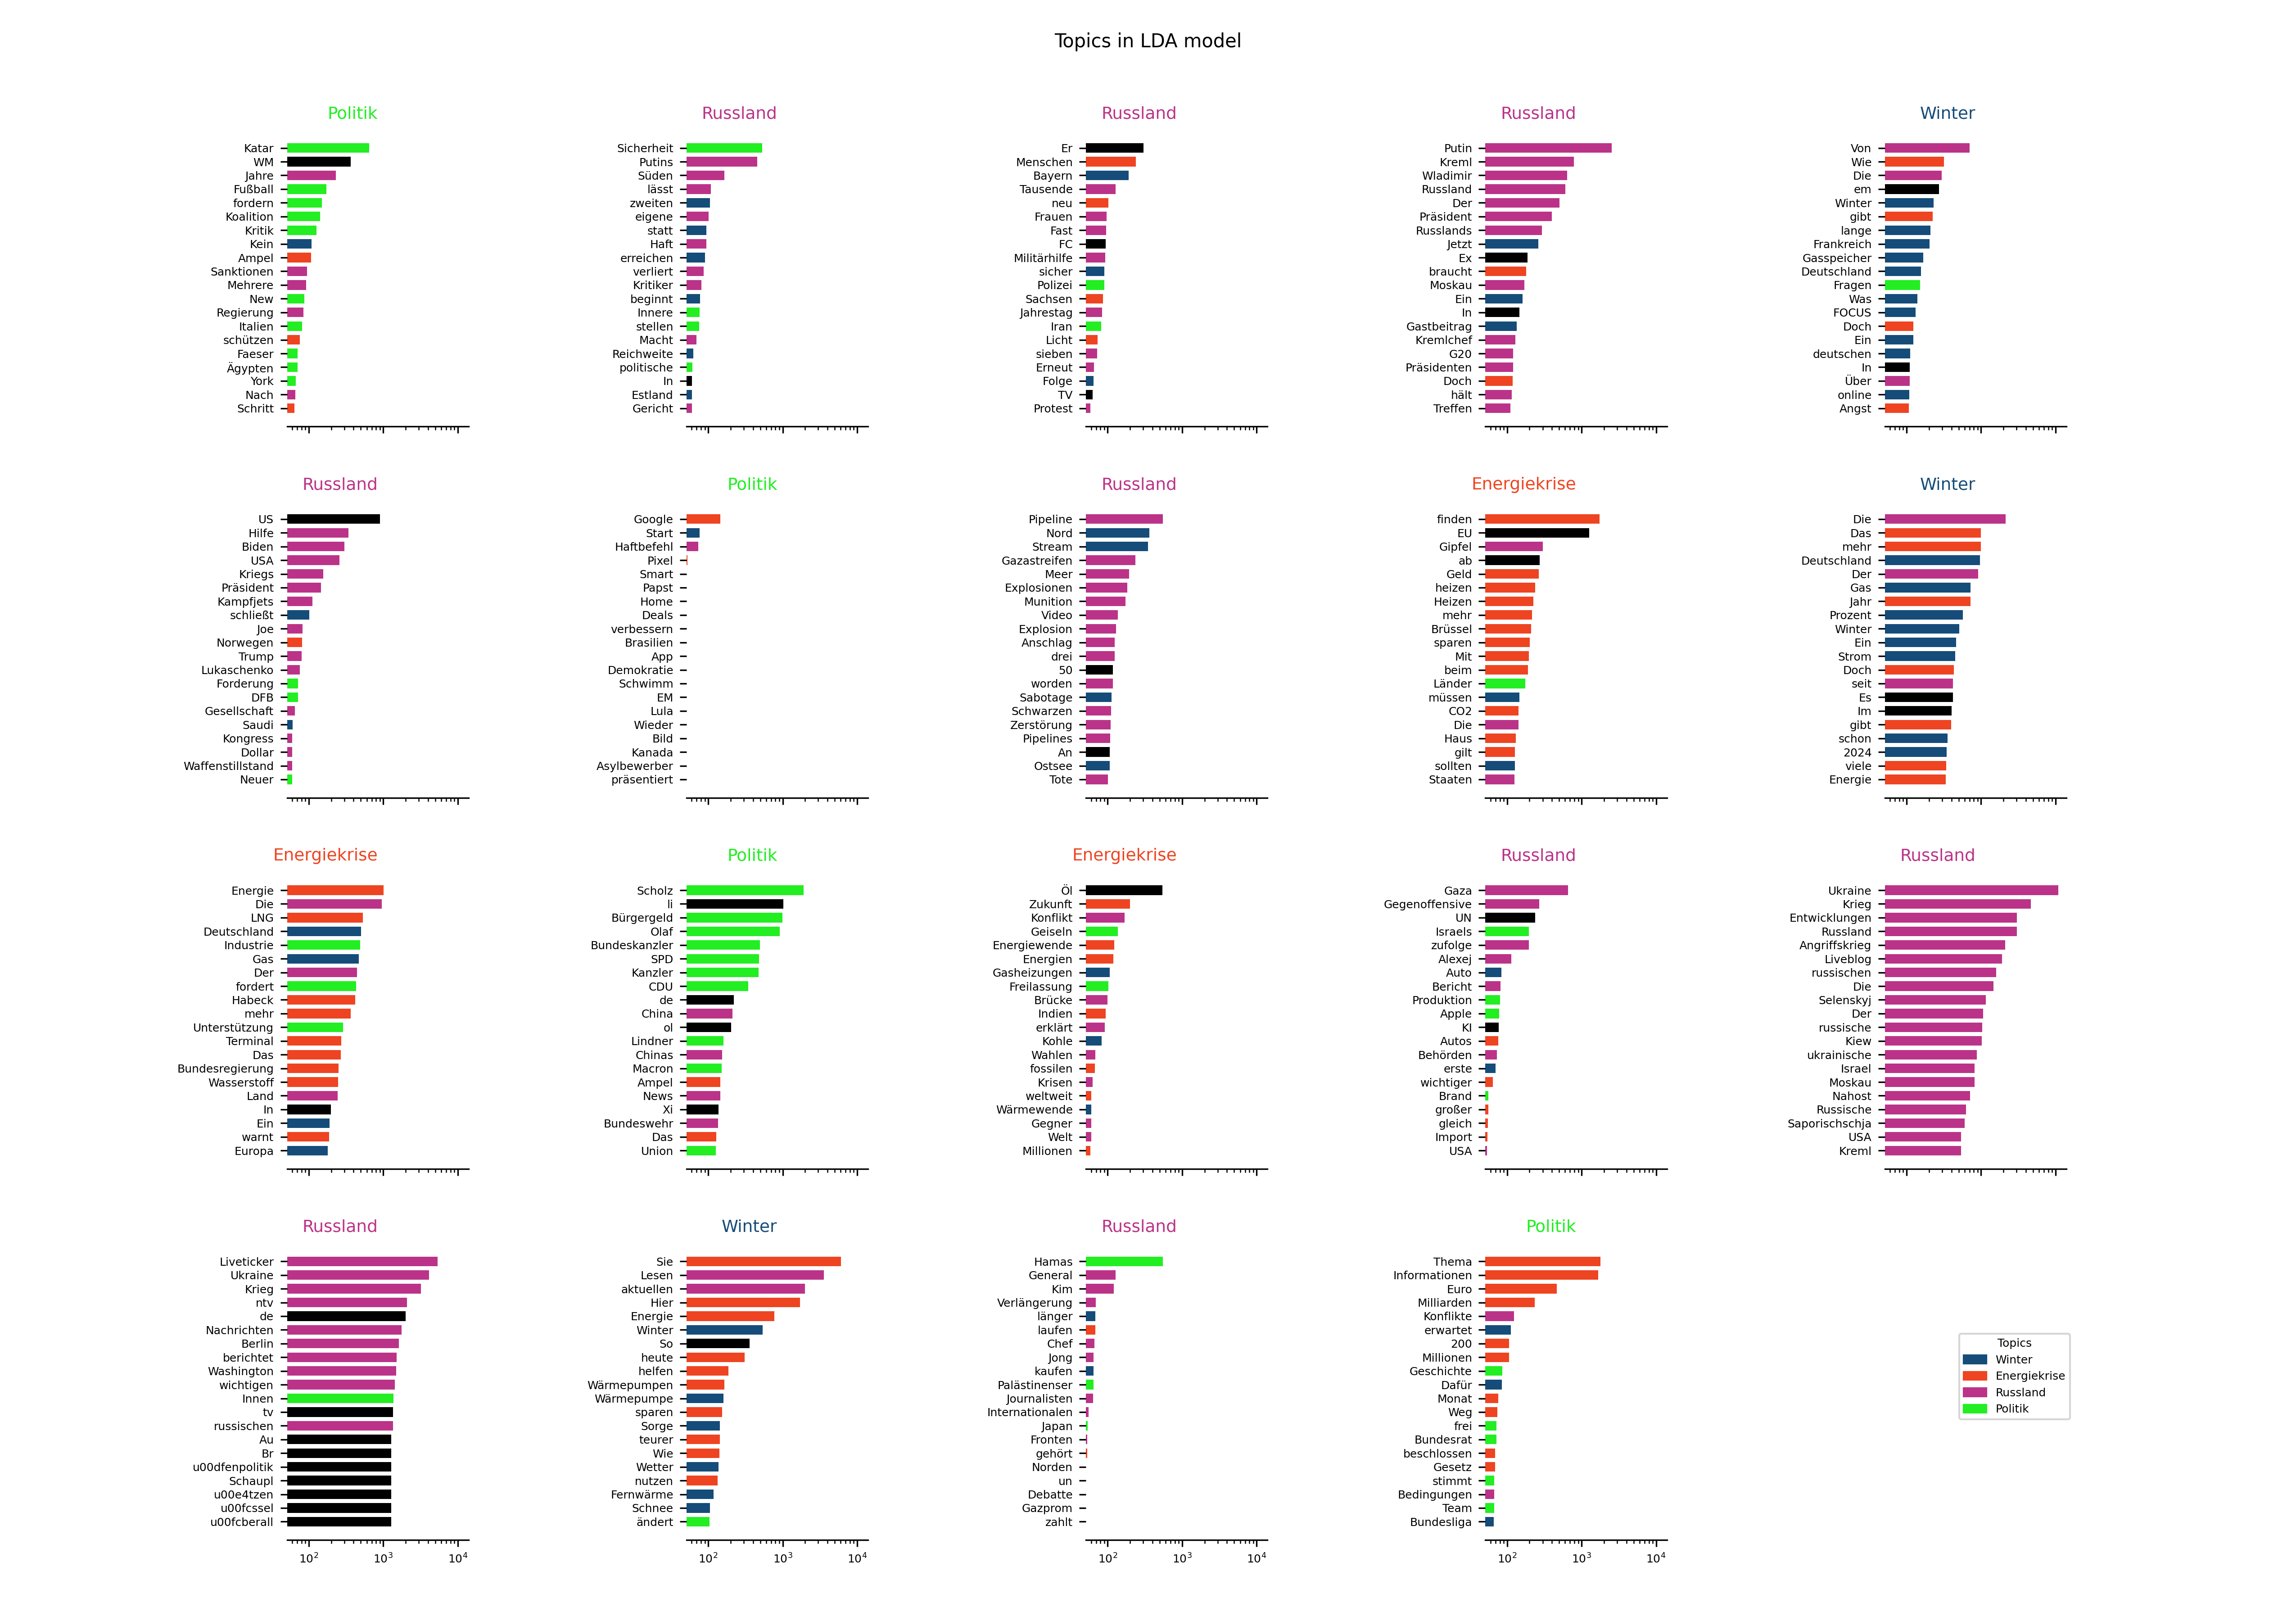 Topics in LDA model
Politik
Katar
WM
Jahre
Fußball
fordern
Koalition
Kritik
Kein
Ampel
Sanktionen
Mehrere
New
Regierung
Italien
schützen
Faeser
Ägypten
York
Nach
Schritt
Russland
Sicherheit
Putins
Süden
lässt
zweiten
eigene
statt
Haft
erreichen
verliert
Kritiker
beginnt
Innere
stellen
Macht
Reichweite
politische
In
Estland
Gericht
Russland
Er
Menschen
Bayern
Tausende
neu
Frauen
Fast
FC
Militärhilfe
sicher
Polizei
Sachsen
Jahrestag
Iran
Licht
sieben
Erneut
Folge
TV
Protest
Russland
Putin
Kreml
Wladimir
Russland
Der
Präsident
Russlands
Jetzt
Ex
braucht
Moskau
Ein
In
Gastbeitrag
Kremlchef
G20
Präsidenten
Doch
hält
Treffen
Winter
Von
Wie
Die
em
Winter
gibt
lange
Frankreich
Gasspeicher
Deutschland
Fragen
Was
FOCUS
Doch
Ein
deutschen
In
Über
online
Angst
Russland
US
Hilfe
Biden
USA
Kriegs
Präsident
Kampfjets
schließt
Joe
Norwegen
Trump
Lukaschenko
Forderung
DFB
Gesellschaft
Saudi
Kongress
Dollar
Waffenstillstand
Neuer
Politik
Google
Start
Haftbefehl
Pixel
Smart
Papst
Home
Deals
verbessern
Brasilien
App
Demokratie
Schwimm
EM
Lula
Wieder
Bild
Kanada
Asylbewerber
präsentiert
Russland
Pipeline
Nord
Stream
Gazastreifen
Meer
Explosionen
Munition
Video
Explosion
Anschlag
drei
50
worden
Sabotage
Schwarzen
Zerstörung
Pipelines
An
Ostsee
Tote
Energiekrise
finden
EU
Gipfel
ab
Geld
heizen
Heizen
mehr
Brüssel
sparen
Mit
beim
Länder
müssen
CO2
Die
Haus
gilt
sollten
Staaten
Winter
Die
Das
mehr
Deutschland
Der
Gas
Jahr
Prozent
Winter
Ein
Strom
Doch
seit
Es
Im
gibt
schon
2024
viele
Energie
Energiekrise
Energie
Die
LNG
Deutschland
Industrie
Gas
Der
fordert
Habeck
mehr
Unterstützung
Terminal
Das
Bundesregierung
Wasserstoff
Land
In
Ein
warnt
Europa
Politik
Scholz
li
Bürgergeld
Olaf
Bundeskanzler
SPD
Kanzler
CDU
de
China
ol
Lindner
Chinas
Macron
Ampel
News
Xi
Bundeswehr
Das
Union
Energiekrise
Öl
Zukunft
Konflikt
Geiseln
Energiewende
Energien
Gasheizungen
Freilassung
Brücke
Indien
erklärt
Kohle
Wahlen
fossilen
Krisen
weltweit
Wärmewende
Gegner
Welt
Millionen
Russland
Gaza
Gegenoffensive
UN
Israels
zufolge
Alexej
Auto
Bericht
Produktion
Apple
KI
Autos
Behörden
erste
wichtiger
Brand
großer
gleich
Import
USA
Russland
Ukraine
Krieg
Entwicklungen
Russland
Angriffskrieg
Liveblog
russischen
Die
Selenskyj
Der
russische
Kiew
ukrainische
Israel
Moskau
Nahost
Russische
Saporischschja
USA
Kreml
Russland
Liveticker
Ukraine
Krieg
ntv
de
Nachrichten
Berlin
berichtet
Washington
wichtigen
Innen
tv
russischen
Au
Br
u00dfenpolitik
Schaupl
u00e4tzen
u00fcssel
u00fcberall
10²
10³
10⁴
Winter
Sie
Lesen
aktuellen
Hier
Energie
Winter
So
heute
helfen
Wärmepumpen
Wärmepumpe
sparen
Sorge
teurer
Wie
Wetter
nutzen
Fernwärme
Schnee
ändert
10²
10³
10⁴
Russland
Hamas
General
Kim
Verlängerung
länger
laufen
Chef
Jong
kaufen
Palästinenser
Journalisten
Internationalen
Japan
Fronten
gehört
Norden
un
Debatte
Gazprom
zahlt
10²
10³
10⁴
Politik
Thema
Informationen
Euro
Milliarden
Konflikte
erwartet
200
Millionen
Geschichte
Dafür
Monat
Weg
frei
Bundesrat
beschlossen
Gesetz
stimmt
Bedingungen
Team
Bundesliga
10²
10³
10⁴
Topics
Winter
Energiekrise
Russland
Politik